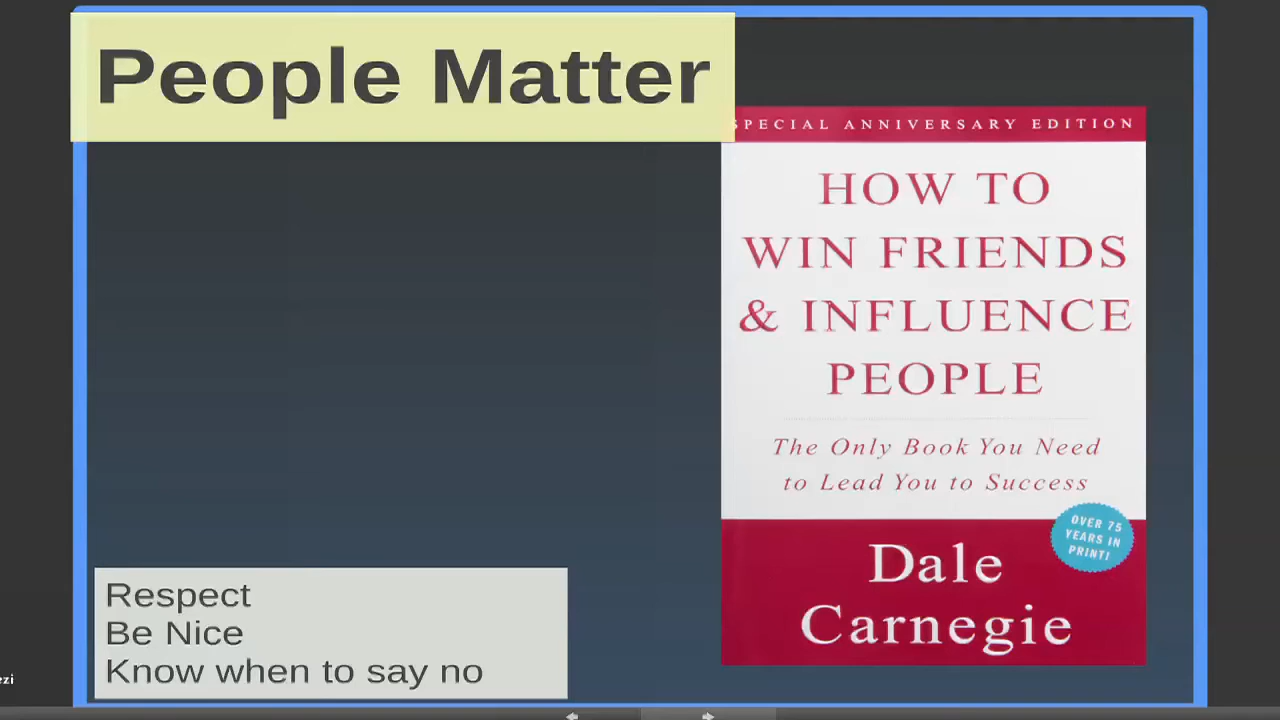 People Matter
SPECIAL ANNIVERSARY EDITION
HOW TO
WIN FRIENDS
& INFLUENCE
PEOPLE
The Only Book You Need
to Lead You to Success
OVER 75
YEARS IN
PRINT!
Dale
Carnegie
Respect
Be Nice
Know when to say no
ezi